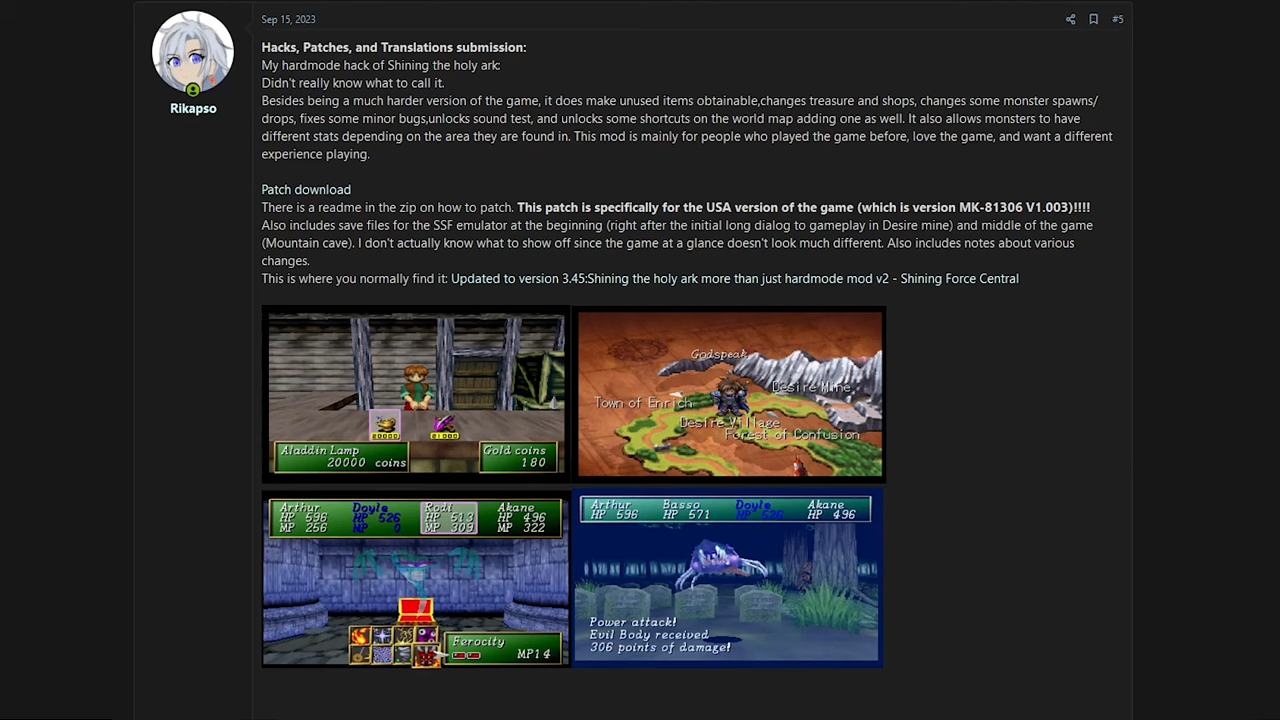 Sep 15, 2023
#5
Rikapso
Hacks, Patches, and Translations submission:
My hardmode hack of Shining the holy ark:
Didn't really know what to call it.
Besides being a much harder version of the game, it does make unused items obtainable,changes treasure and shops, changes some monster spawns/
drops, fixes some minor bugs,unlocks sound test, and unlocks some shortcuts on the world map adding one as well. It also allows monsters to have
different stats depending on the area they are found in. This mod is mainly for people who played the game before, love the game, and want a different
experience playing.
Patch download
There is a readme in the zip on how to patch. This patch is specifically for the USA version of the game (which is version MK-81306 V1.003)!!!!
Also includes save files for the SSF emulator at the beginning (right after the initial long dialog to gameplay in Desire mine) and middle of the game
(Mountain cave). I don't actually know what to show off since the game at a glance doesn't look much different. Also includes notes about various
changes.
This is where you normally find it: Updated to version 3.45:Shining the holy ark more than just hardmode mod v2 - Shining Force Central
20000 21000
Aladdin Lamp
20000 coins
Gold coins
180
Godspeak
Desire Mine
Town of Enrich
Desire Village
Forest of Confusion
Arthur Doyle Rodi Akane
HP 596 HP 526 HP 513 HP 496
MP 256 MP 0 MP 309 MP 322
Ferocity
MP14
Arthur Basso Doyle Akane
HP 596 HP 571 HP 526 HP 496
Power attack!
Evil Body received
306 points of damage!